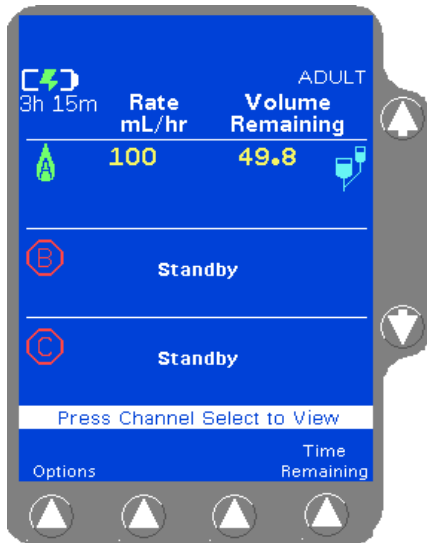 ADULT
3h 15m Rate Volume
mL/hr Remaining
A 100 49.8
B Standby
C Standby
Press Channel Select to View
Time
Options Remaining